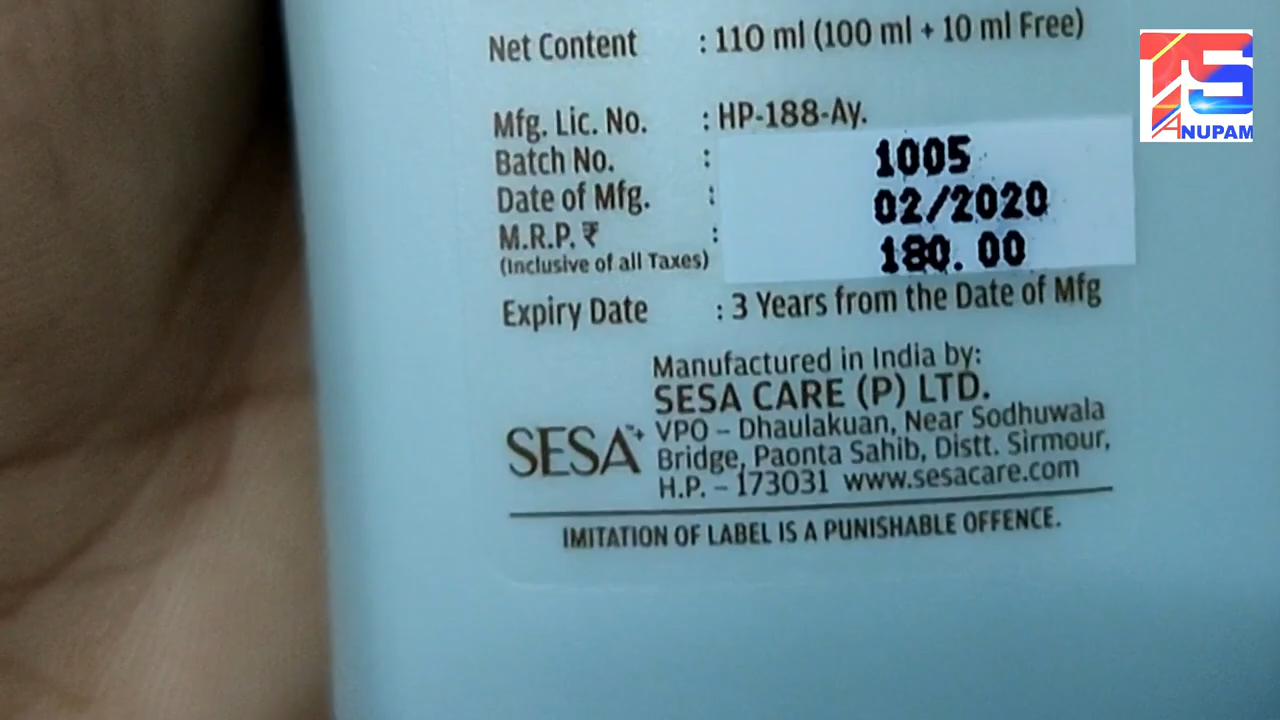 Net Content : 110 ml (100 ml + 10 ml Free)
Mfg. Lic. No. : HP-188-Ay.
Batch No. : 1005
Date of Mfg. : 02/2020
M.R.P. ₹ : 180.00
(Inclusive of all Taxes)
Expiry Date : 3 Years from the Date of Mfg
Manufactured in India by:
SESA CARE (P) LTD.
VPO – Dhaulakuan, Near Sodhuwala
Bridge, Paonta Sahib, Distt. Sirmour,
H.P. – 173031 www.sesacare.com
SESA™+
IMITATION OF LABEL IS A PUNISHABLE OFFENCE.
S
ANUPAM